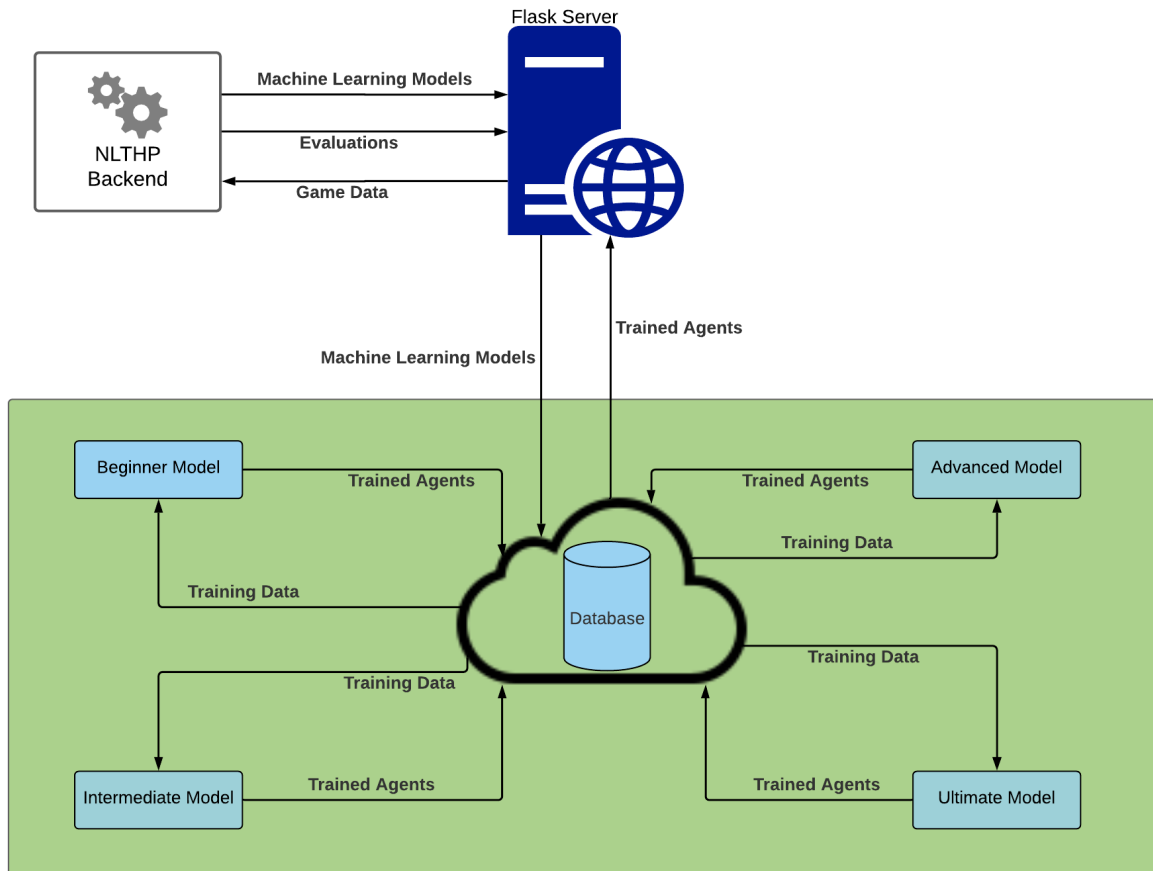 Flask Server
Machine Learning Models
NLTHP
Backend
Evaluations
Game Data
Trained Agents
Machine Learning Models
Beginner Model
Trained Agents
Trained Agents
Advanced Model
Training Data
Training Data
Database
Training Data
Training Data
Intermediate Model
Trained Agents
Trained Agents
Ultimate Model